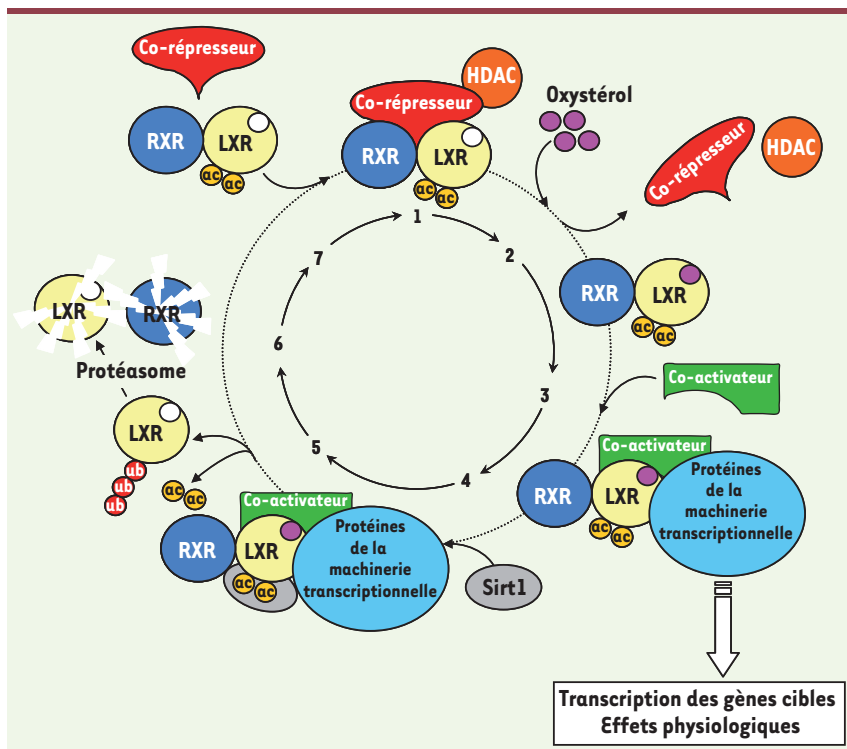 Co-répresseur
RXR
LXR
ac
ac
HDAC
Co-répresseur
RXR
LXR
ac
ac
Oxystérol
Co-répresseur
HDAC
1
2
3
4
5
6
7
RXR
LXR
ac
ac
Co-activateur
Co-activateur
RXR
LXR
ac
ac
Protéines
de la
machinerie
transcriptionnelle
Transcription des gènes cibles
Effets physiologiques
Sirt1
Co-activateur
RXR
LXR
ac
ac
Protéines
de la
machinerie
transcriptionnelle
ac
ac
LXR
ub
ub
ub
Protéasome
LXR
RXR